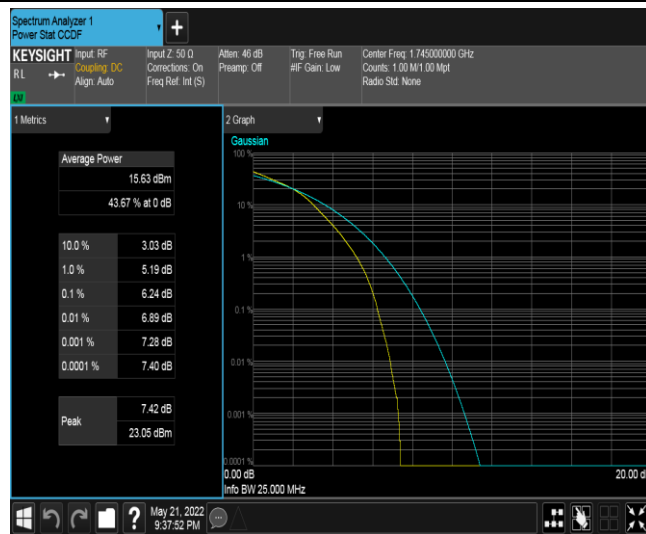 Spectrum Analyzer 1
Power Stat CCDF
+
KEYSIGHT
RL
LXI
Input: RF
Coupling: DC
Align: Auto
Input Z: 50 Ω
Corrections: On
Freq Ref: Int (S)
Atten: 46 dB
Preamp: Off
Trig: Free Run
#IF Gain: Low
Center Freq: 1.745000000 GHz
Counts: 1.00 M/1.00 Mpt
Radio Std: None
1 Metrics
Average Power
15.63 dBm
43.67 % at 0 dB
10.0 % 3.03 dB
1.0 % 5.19 dB
0.1 % 6.24 dB
0.01 % 6.89 dB
0.001 % 7.28 dB
0.0001 % 7.40 dB
Peak
7.42 dB
23.05 dBm
2 Graph
Gaussian
100 %
10 %
1 %
0.1 %
0.01 %
0.001 %
0.0001 %
0.00 dB
20.00 d
Info BW 25.000 MHz
?
May 21, 2022
9:37:52 PM